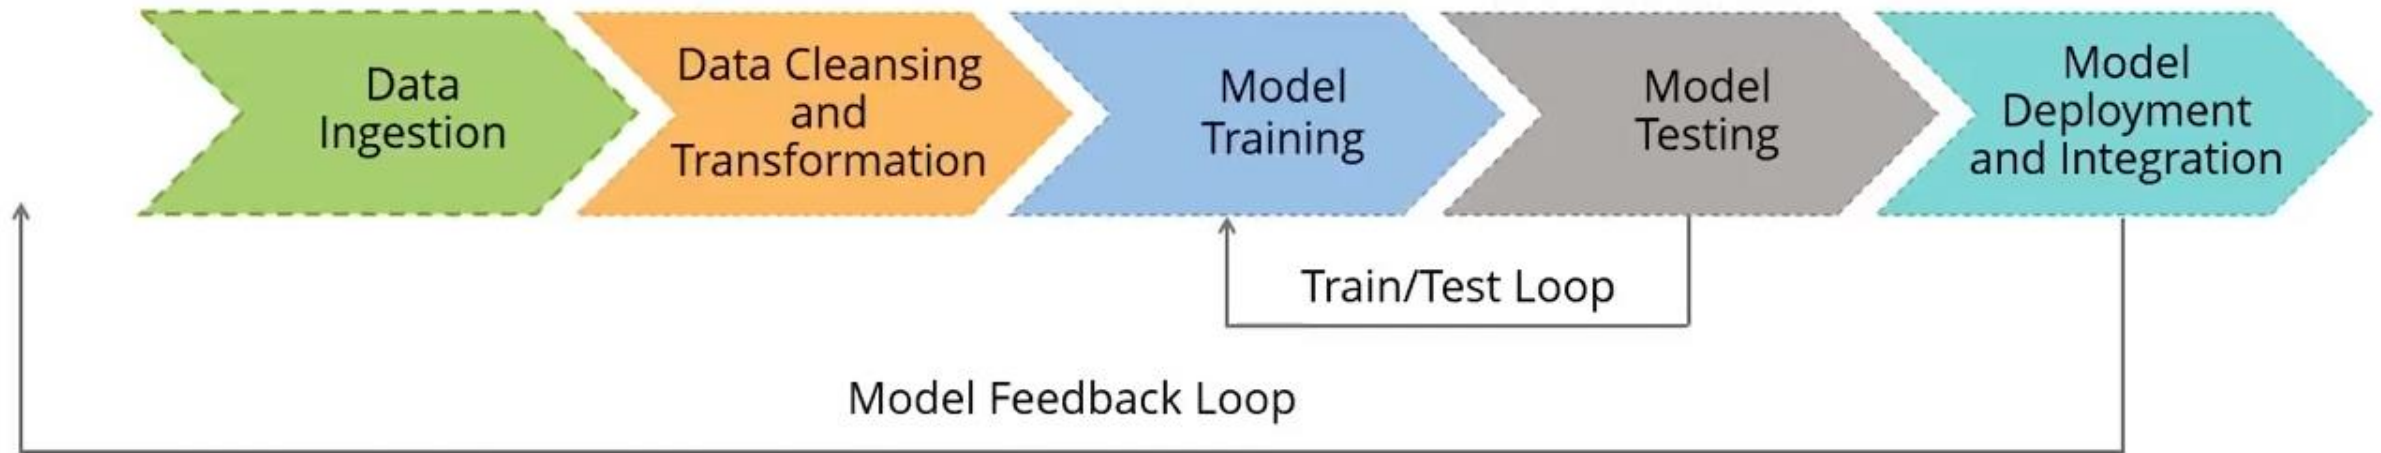 Data
Ingestion
Data Cleansing
and
Transformation
Model
Training
Model
Testing
Model
Deployment
and Integration
Train/Test Loop
Model Feedback Loop